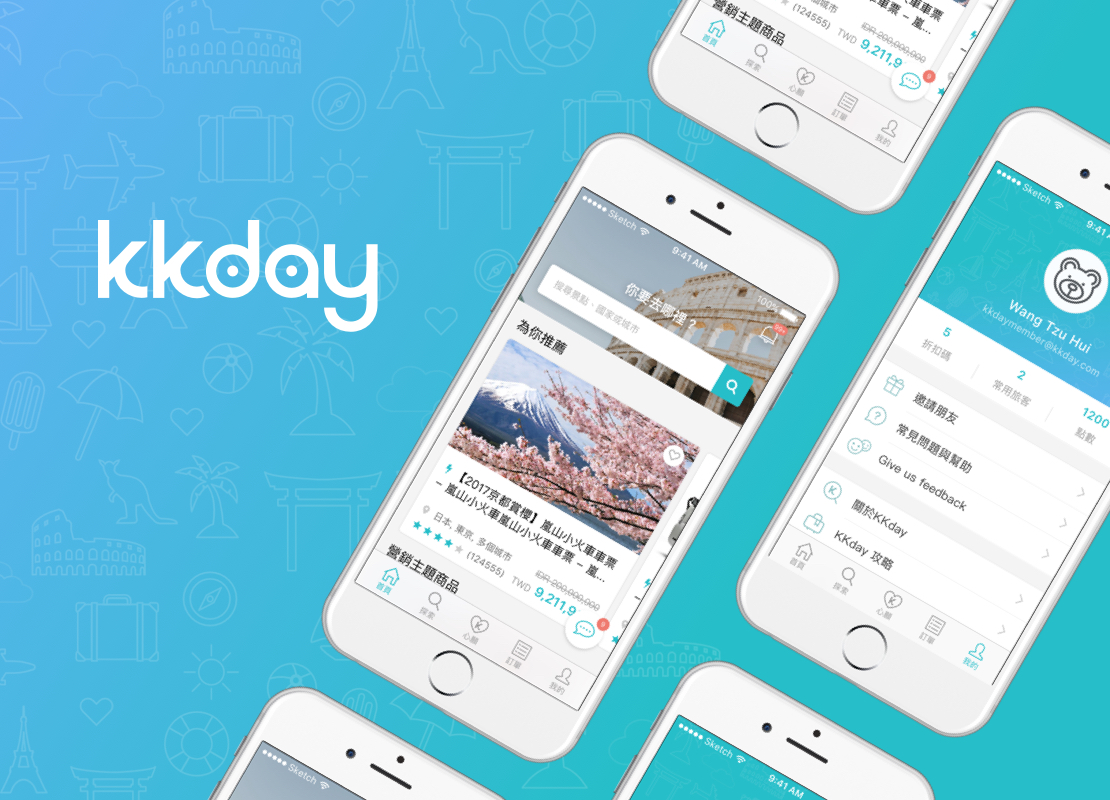 kkday
營銷主題商品
(124555) TWD
IDR 200,000,000
9,211,9
首頁
探索
心願
訂單
我的
9
Sketch
9:41 AM
100%
你要去哪裡？
99+
搜尋景點、國家或城市
為你推薦
【2017京都賞櫻】嵐山小火車車票
– 嵐山小火車嵐山小火車車票 – 嵐...
日本, 東京, 多個城市
(124555)
TWD
IDR 200,000,000
9,211,9
9
營銷主題商品
首頁
探索
心願
訂單
我的
Sketch
9:41
Wang Tzu Hui
kkdaymember@kkday.com
5
折扣碼
2
常用旅客
1200
點數
邀請朋友
常見問題與幫助
Give us feedback
關於KKday
KKday 攻略
首頁
探索
心願
訂單
我的
Sketch
Sketch
9:41 AM